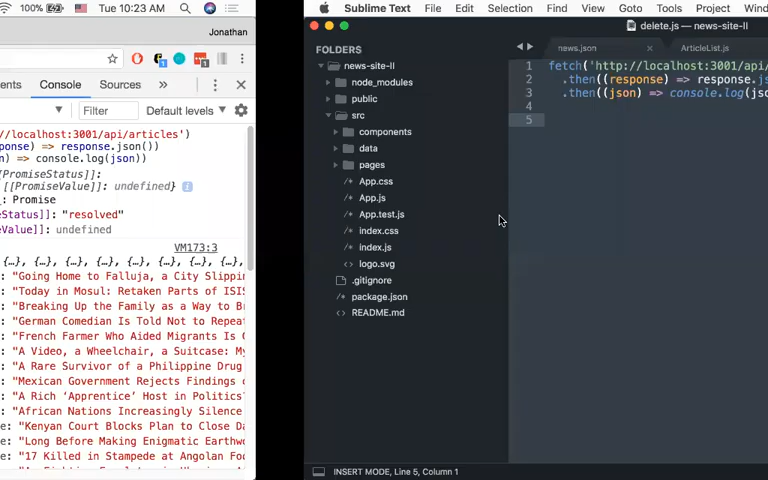 100% Tue 10:23 AM
Jonathan
ents Console Sources »
Filter Default levels
//localhost:3001/api/articles')
ponse) => response.json())
n) => console.log(json))
[PromiseStatus]]:
[[PromiseValue]]: undefined}
: Promise
eStatus]]: "resolved"
eValue]]: undefined
VM173:3
{…}, {…}, {…}, {…}, {…}, {…}, {…},
: "Going Home to Falluja, a City Slippin
: "Today in Mosul: Retaken Parts of ISIS
: "Breaking Up the Family as a Way to Br
: "German Comedian Is Told Not to Repeat
: "French Farmer Who Aided Migrants Is G
: "A Video, a Wheelchair, a Suitcase: My
: "A Rare Survivor of a Philippine Drug
: "Mexican Government Rejects Findings o
: "A Rich 'Apprentice' Host in Politics'
: "African Nations Increasingly Silence
e: "Kenyan Court Blocks Plan to Close Da
e: "Long Before Making Enigmatic Earthwo
e: "17 Killed in Stampede at Angolan Foo
Sublime Text File Edit Selection Find View Goto Tools Project Wind
delete.js — news-site-II
FOLDERS
news-site-II
node_modules
public
src
components
data
pages
App.css
App.js
App.test.js
index.css
index.js
logo.svg
.gitignore
package.json
README.md
news.json × ArticleList.js
1 fetch('http://localhost:3001/api/
2 .then((response) => response.js
3 .then((json) => console.log(jso
4
5
INSERT MODE, Line 5, Column 1